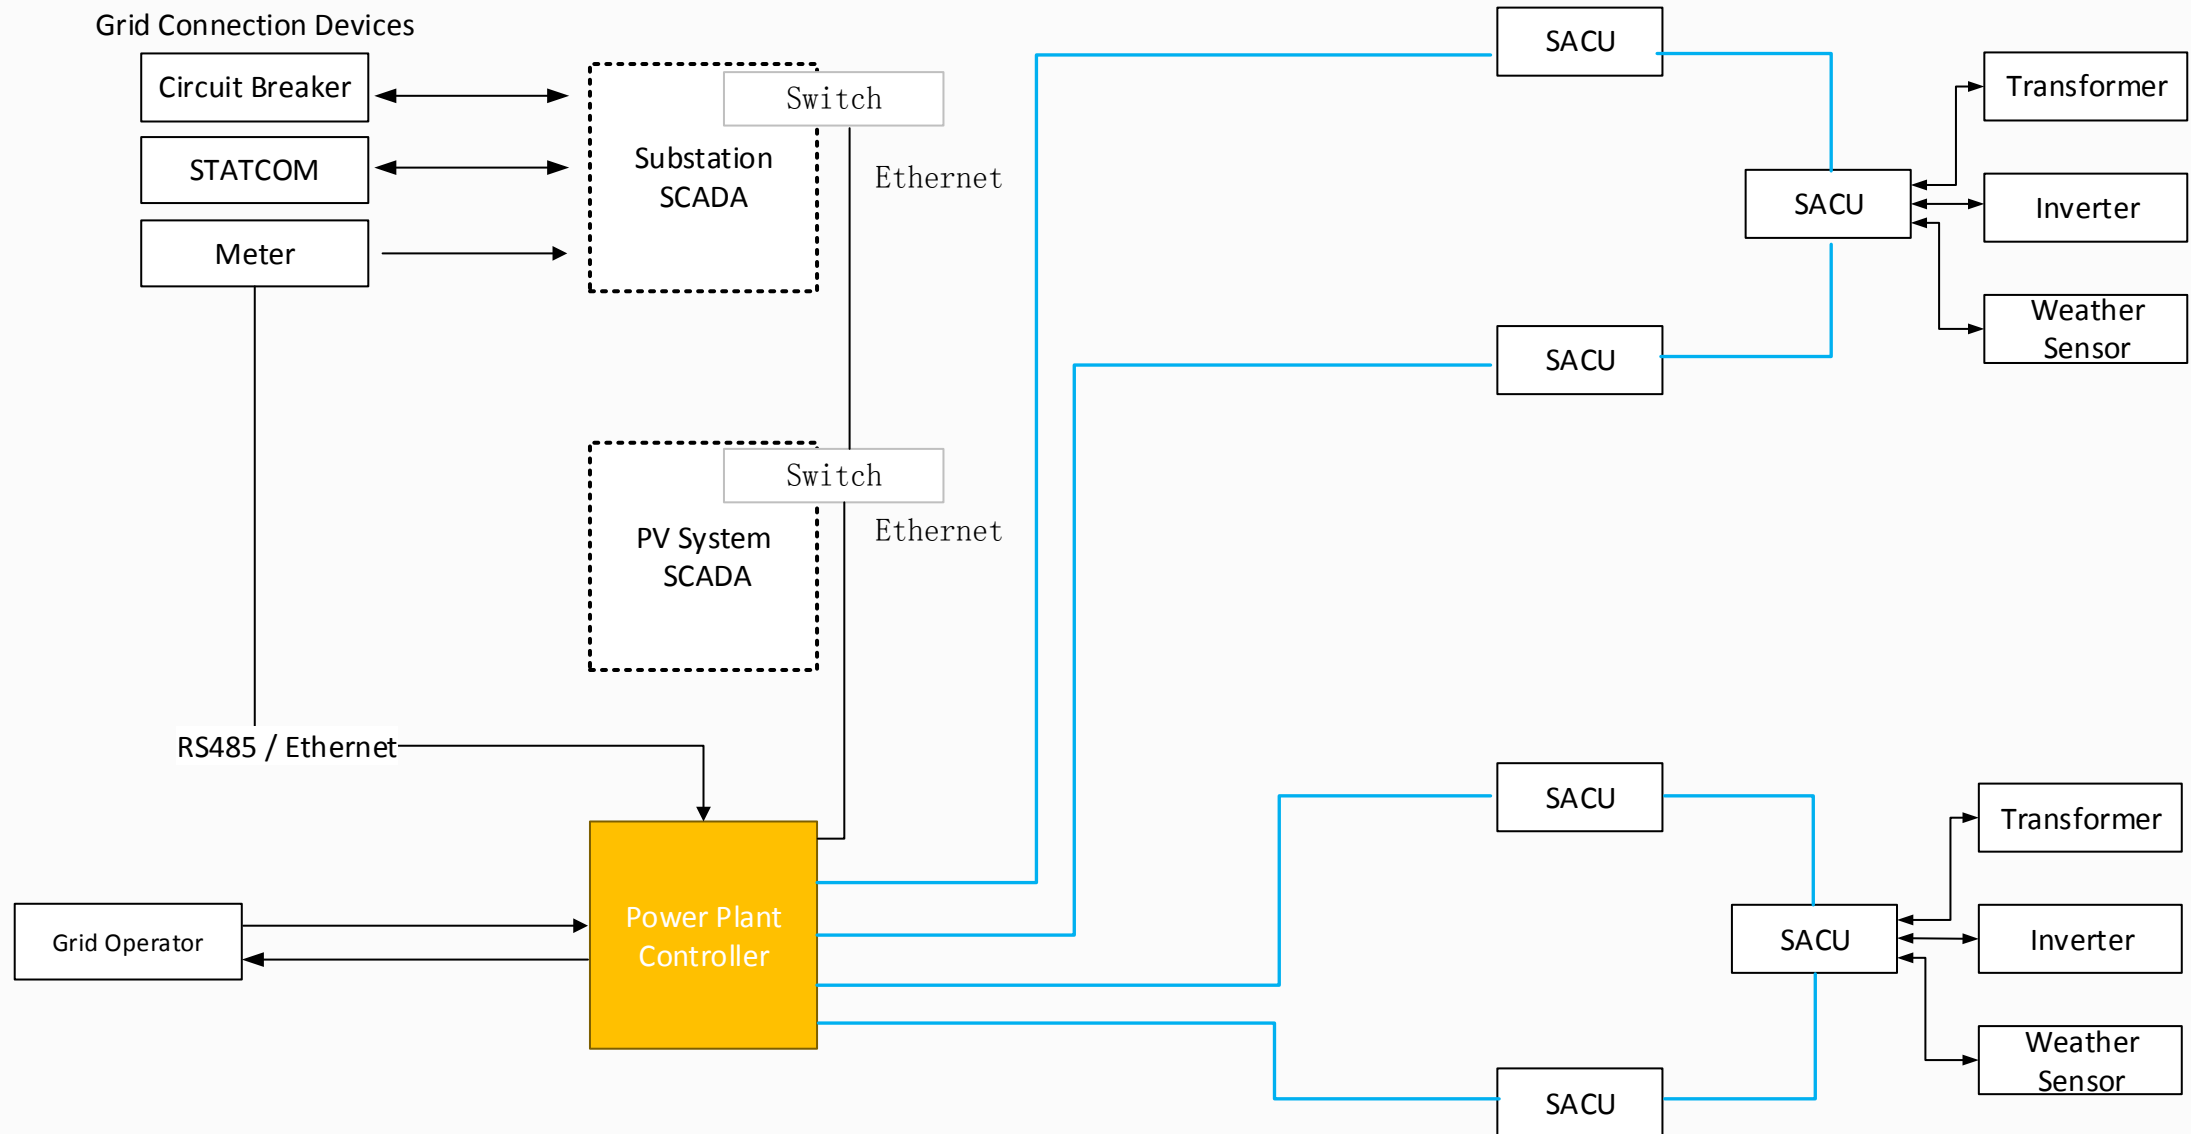 Grid Connection Devices
Circuit Breaker
STATCOM
Meter
Switch
Substation
SCADA
Ethernet
Switch
PV System
SCADA
Ethernet
RS485 / Ethernet
Power Plant
Controller
Grid Operator
SACU
SACU
SACU
Transformer
Inverter
Weather
Sensor
SACU
SACU
SACU
Transformer
Inverter
Weather
Sensor